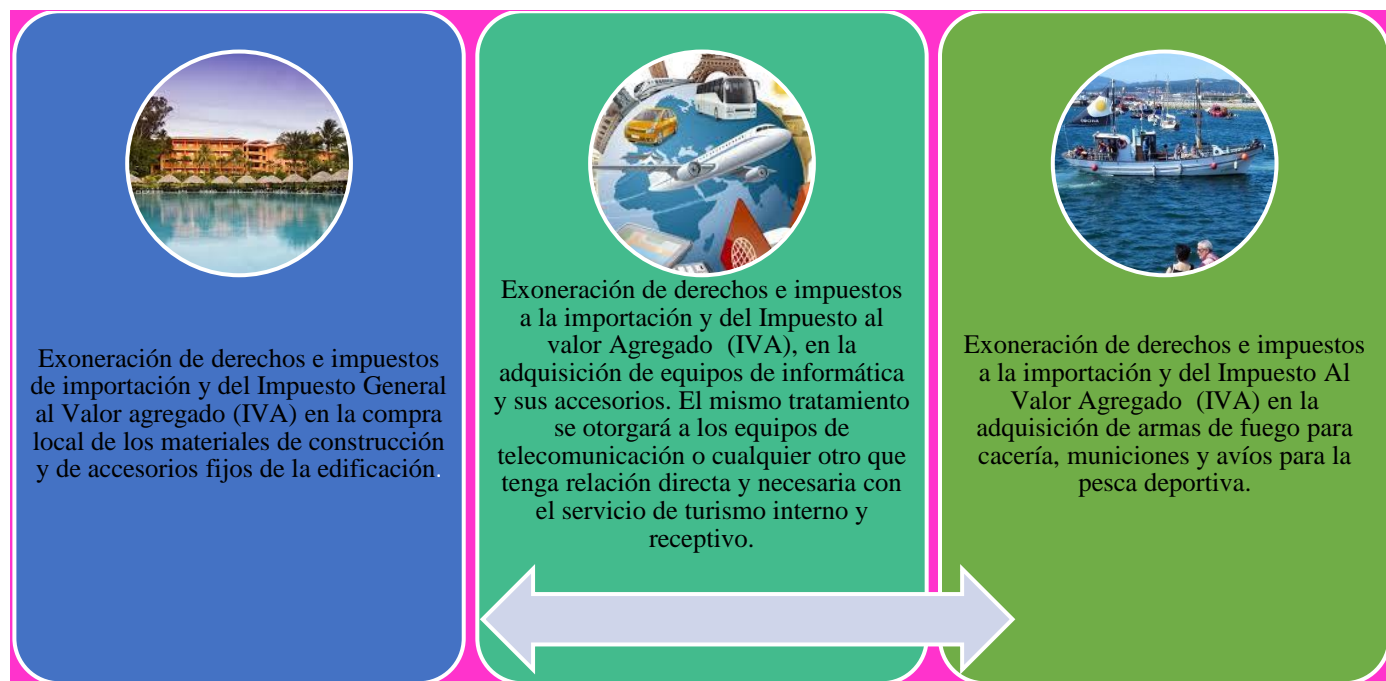 Exoneración de derechos e impuestos
de importación y del Impuesto General
al Valor agregado (IVA) en la compra
local de los materiales de construcción
y de accesorios fijos de la edificación.
Exoneración de derechos e impuestos
a la importación y del Impuesto al
valor Agregado (IVA), en la
adquisición de equipos de informática
y sus accesorios. El mismo tratamiento
se otorgará a los equipos de
telecomunicación o cualquier otro que
tenga relación directa y necesaria con
el servicio de turismo interno y
receptivo.
Exoneración de derechos e impuestos
a la importación y del Impuesto Al
Valor Agregado (IVA) en la
adquisición de armas de fuego para
cacería, municiones y avíos para la
pesca deportiva.